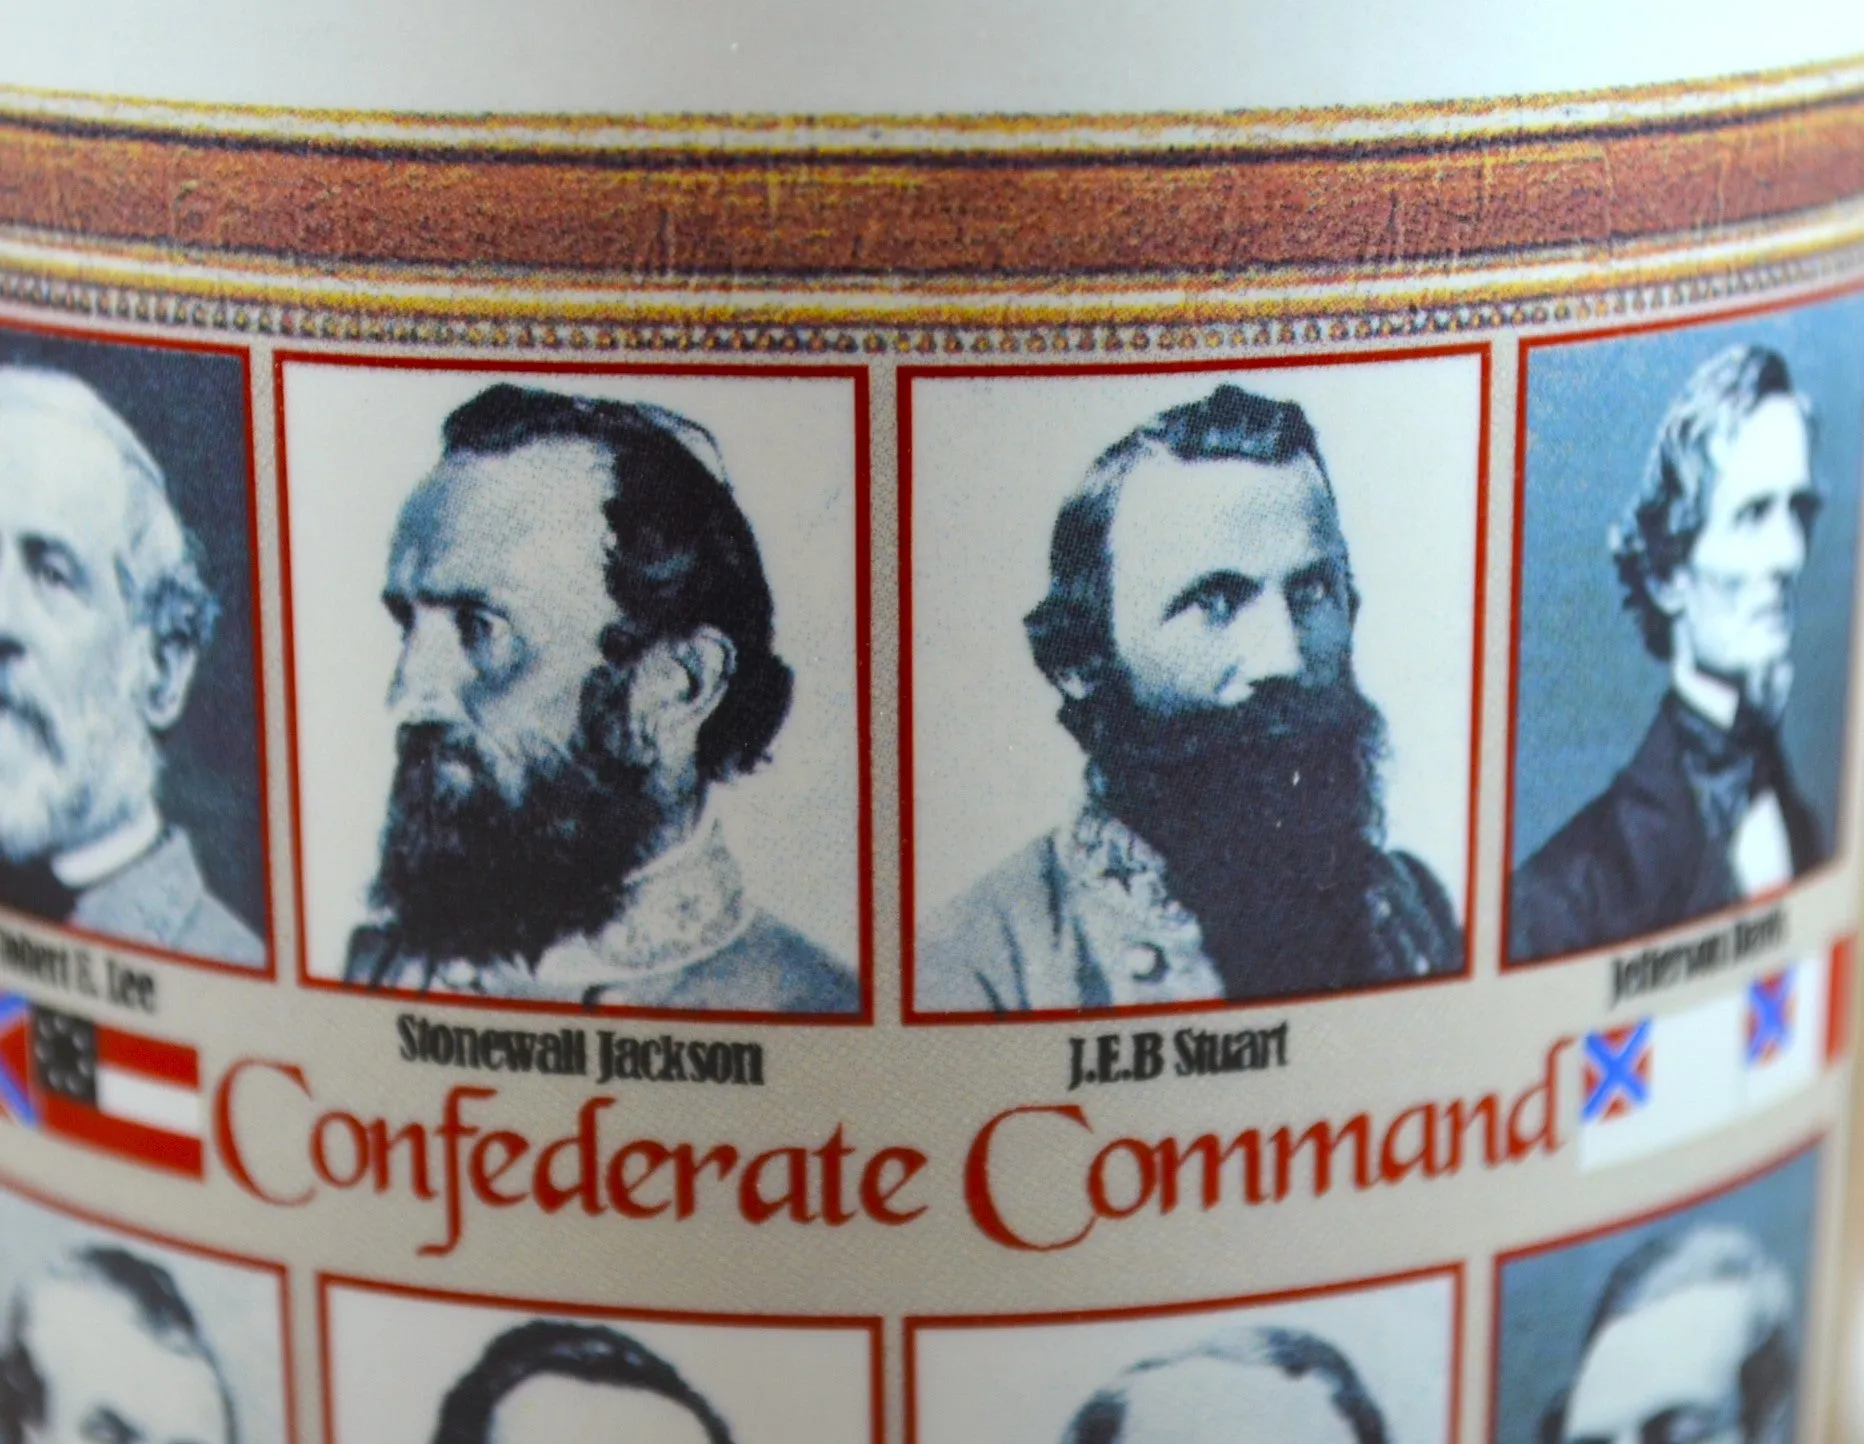 Robert E. Lee
Stonewall Jackson
J.E.B Stuart
Jefferson Davis
Confederate Command